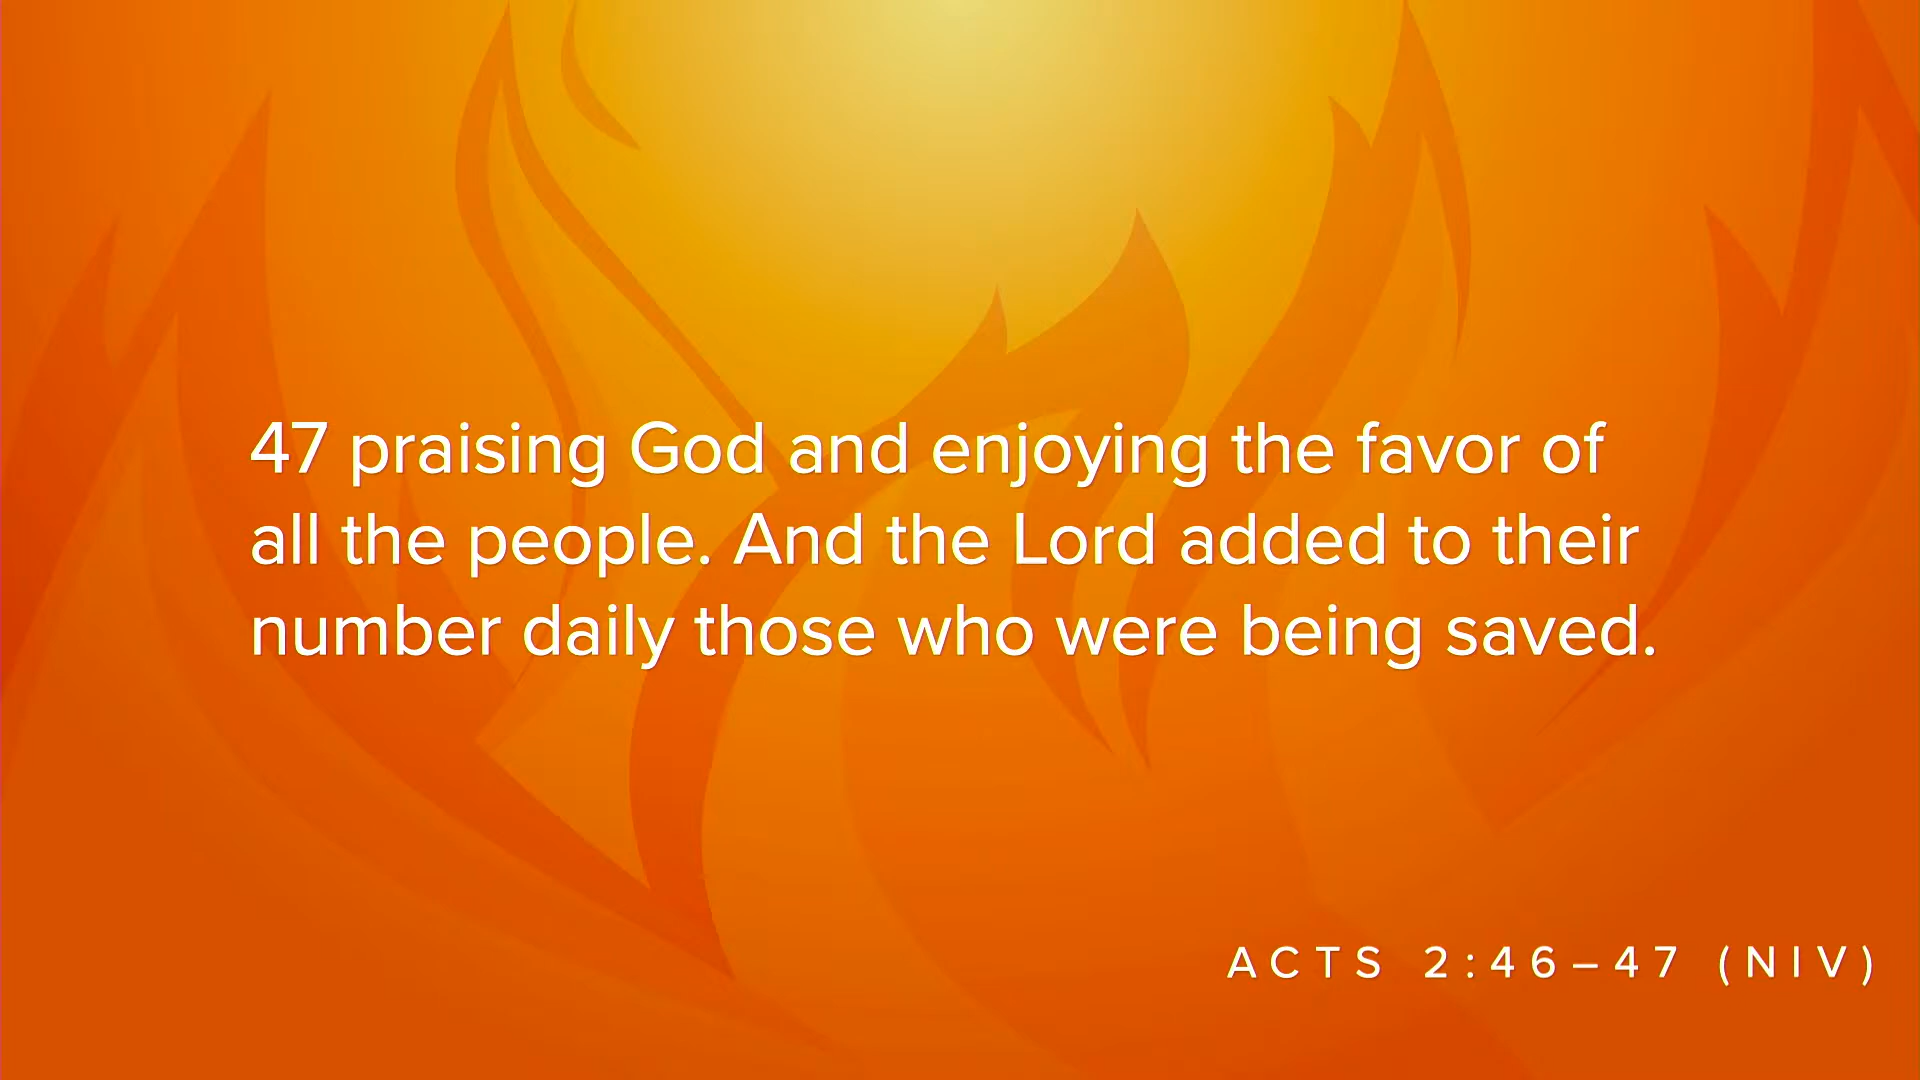 47 praising God and enjoying the favor of
all the people. And the Lord added to their
number daily those who were being saved.
ACTS 2:46–47 (NIV)